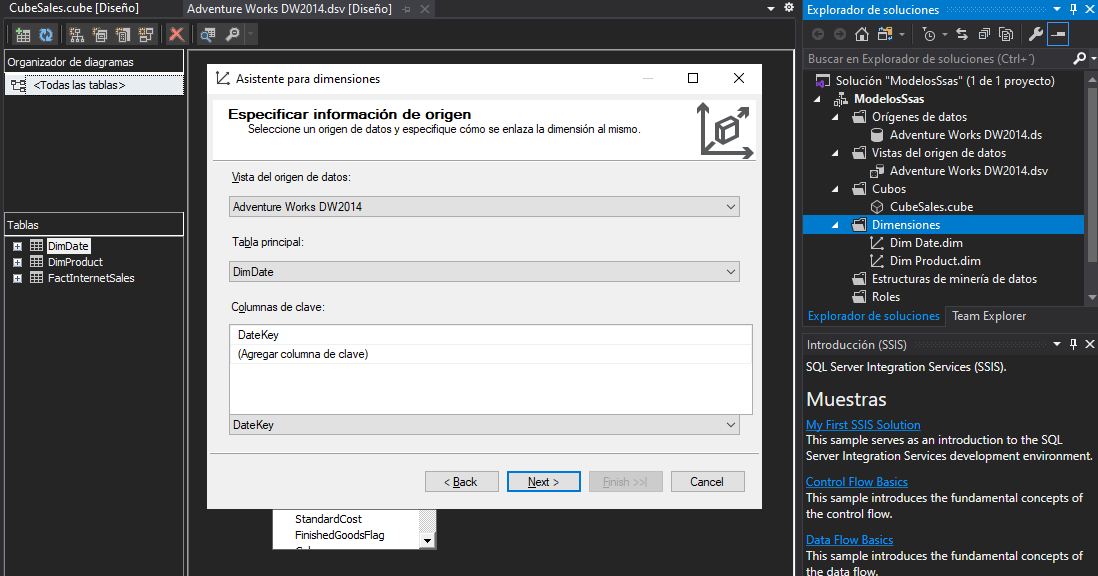 CubeSales.cube [Diseño]
Adventure Works DW2014.dsv [Diseño]
Organizador de diagramas
<Todas las tablas>
Tablas
DimDate
DimProduct
FactInternetSales
Asistente para dimensiones
Especificar información de origen
Seleccione un origen de datos y especifique cómo se enlaza la dimensión al mismo.
Vista del origen de datos:
Adventure Works DW2014
Tabla principal:
DimDate
Columnas de clave:
DateKey
(Agregar columna de clave)
DateKey
< Back
Next >
Finish >>|
Cancel
StandardCost
FinishedGoodsFlag
Explorador de soluciones
Buscar en Explorador de soluciones (Ctrl+´)
Solución "ModelosSsas" (1 de 1 proyecto)
ModelosSsas
Orígenes de datos
Adventure Works DW2014.ds
Vistas del origen de datos
Adventure Works DW2014.dsv
Cubos
CubeSales.cube
Dimensiones
Dim Date.dim
Dim Product.dim
Estructuras de minería de datos
Roles
Explorador de soluciones
Team Explorer
Introducción (SSIS)
SQL Server Integration Services (SSIS).
Muestras
My First SSIS Solution
This sample serves as an introduction to the SQL
Server Integration Services development environment.
Control Flow Basics
This sample introduces the fundamental concepts of
the control flow.
Data Flow Basics
This sample introduces the fundamental concepts of
the data flow.